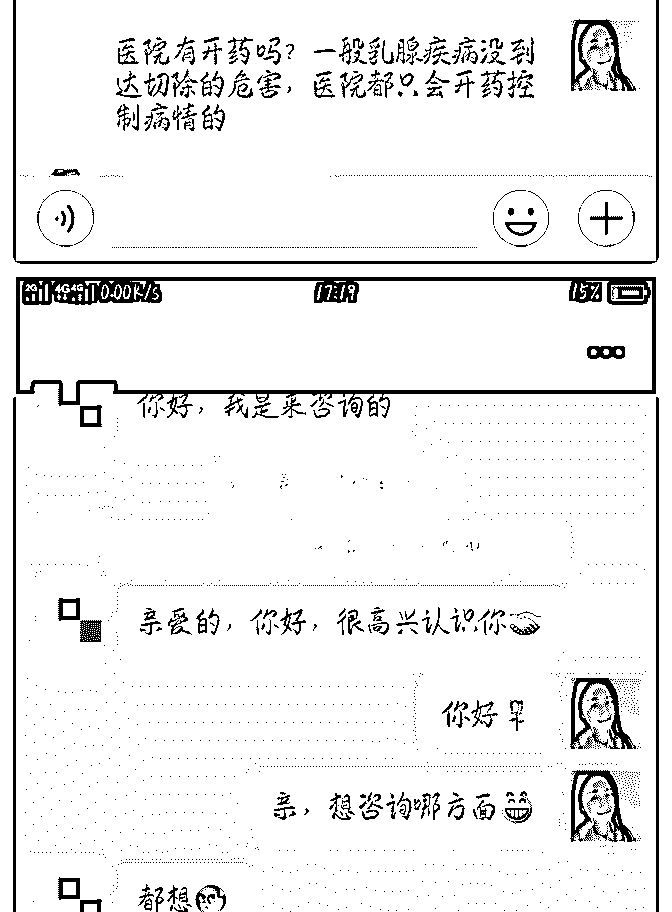 医院有开药吗？一般乳腺疾病没到
达切除的危害，医院都只会开药控
制病情的
2G 4G 4G 0.00K/s 17:19 15%
你好，我是来咨询的
亲爱的，你好，很高兴认识你
你好
亲，想咨询哪方面
都想